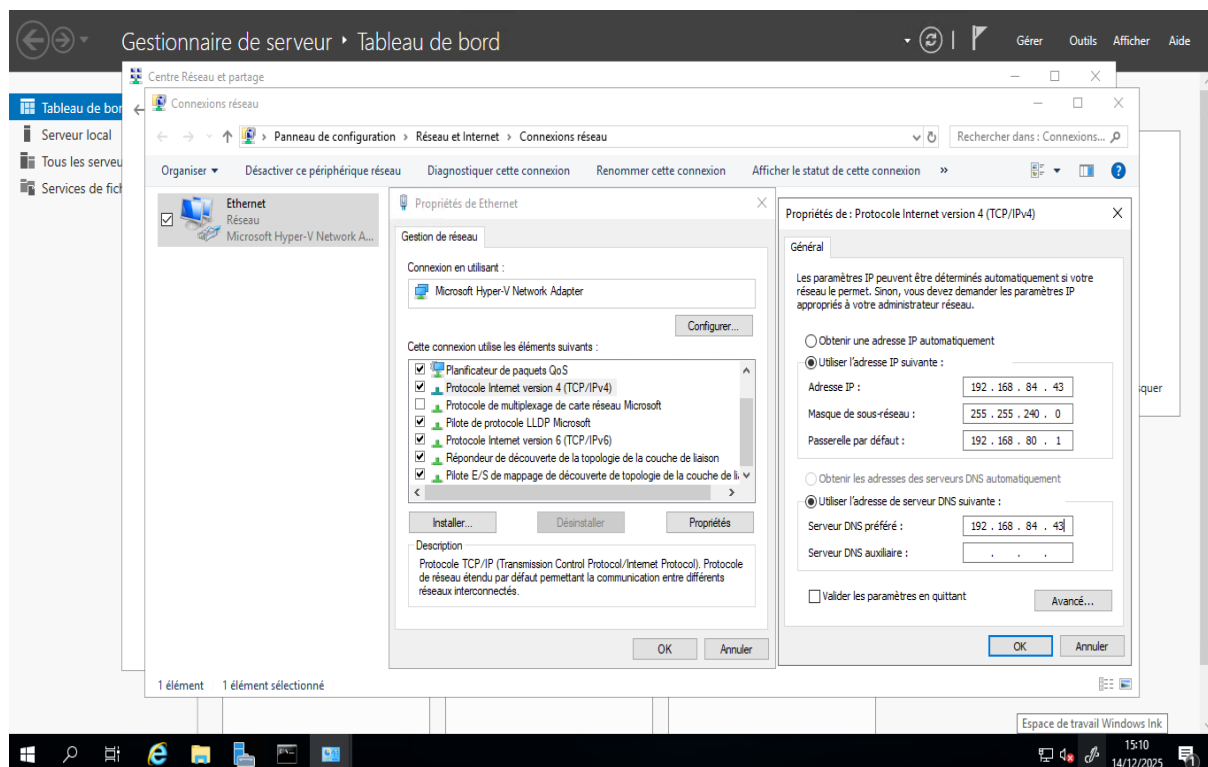 Gestionnaire de serveur ‣ Tableau de bord
Gérer Outils Afficher Aide
Centre Réseau et partage
Tableau de bor
Serveur local
Tous les serveu
Services de fich
Connexions réseau
Panneau de configuration > Réseau et Internet > Connexions réseau
Rechercher dans : Connexions...
Organiser Désactiver ce périphérique réseau Diagnostiquer cette connexion Renommer cette connexion Afficher le statut de cette connexion »
Ethernet
Réseau
Microsoft Hyper-V Network A...
Propriétés de Ethernet
Gestion de réseau
Connexion en utilisant :
Microsoft Hyper-V Network Adapter
Configurer...
Cette connexion utilise les éléments suivants :
Planificateur de paquets QoS
Protocole Internet version 4 (TCP/IPv4)
Protocole de multiplexage de carte réseau Microsoft
Pilote de protocole LLDP Microsoft
Protocole Internet version 6 (TCP/IPv6)
Répondeur de découverte de la topologie de la couche de liaison
Pilote E/S de mappage de découverte de topologie de la couche de li
Installer... Désinstaller Propriétés
Description
Protocole TCP/IP (Transmission Control Protocol/Internet Protocol). Protocole
de réseau étendu par défaut permettant la communication entre différents
réseaux interconnectés.
OK Annuler
Propriétés de : Protocole Internet version 4 (TCP/IPv4)
Général
Les paramètres IP peuvent être déterminés automatiquement si votre
réseau le permet. Sinon, vous devez demander les paramètres IP
appropriés à votre administrateur réseau.
Obtenir une adresse IP automatiquement
Utiliser l'adresse IP suivante :
Adresse IP : 192 . 168 . 84 . 43
Masque de sous-réseau : 255 . 255 . 240 . 0
Passerelle par défaut : 192 . 168 . 80 . 1
Obtenir les adresses des serveurs DNS automatiquement
Utiliser l'adresse de serveur DNS suivante :
Serveur DNS préféré : 192 . 168 . 84 . 43
Serveur DNS auxiliaire : . . .
Valider les paramètres en quittant
Avancé...
OK Annuler
squer
1 élément 1 élément sélectionné
Espace de travail Windows Ink
15:10
14/12/2025